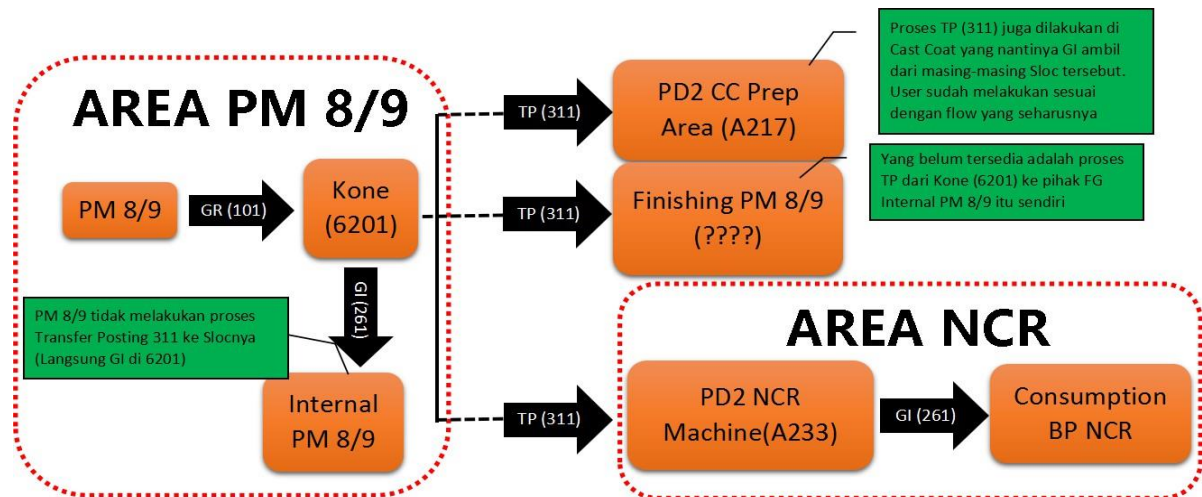 AREA PM 8/9
PM 8/9
GR (101)
Kone
(6201)
GI (261)
PM 8/9 tidak melakukan proses
Transfer Posting 311 ke Slocnya
(Langsung GI di 6201)
Internal
PM 8/9
TP (311)
PD2 CC Prep
Area (A217)
Proses TP (311) juga dilakukan di
Cast Coat yang nantinya GI ambil
dari masing-masing Sloc tersebut.
User sudah melakukan sesuai
dengan flow yang seharusnya
TP (311)
Finishing PM 8/9
(????)
Yang belum tersedia adalah proses
TP dari Kone (6201) ke pihak FG
Internal PM 8/9 itu sendiri
AREA NCR
TP (311)
PD2 NCR
Machine(A233)
GI (261)
Consumption
BP NCR